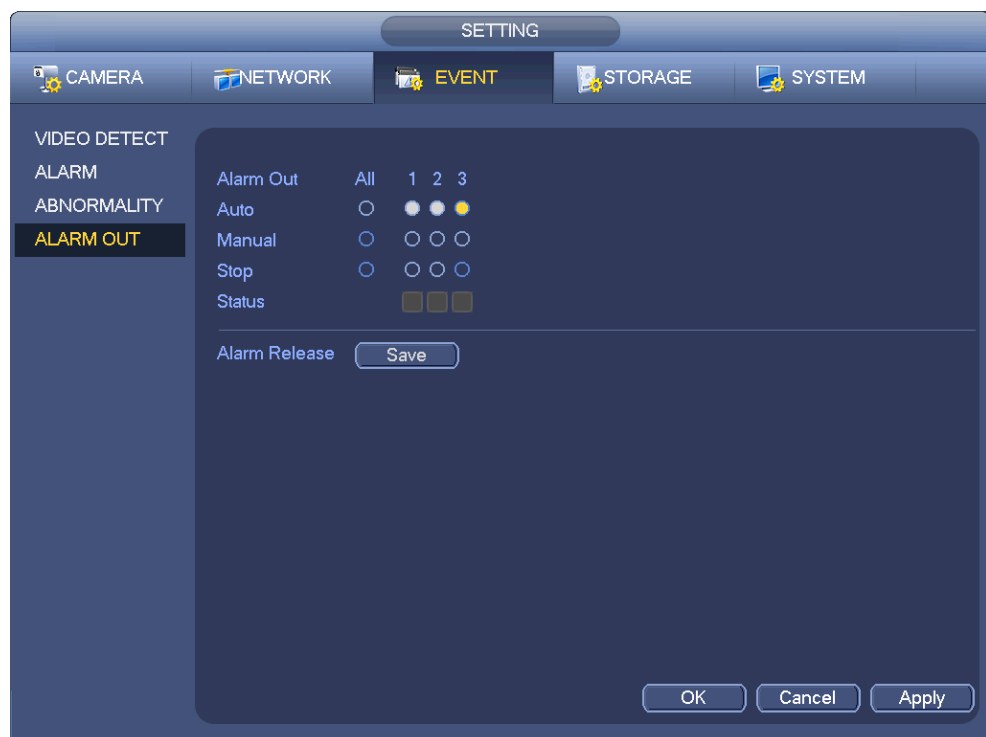 SETTING
CAMERA NETWORK EVENT STORAGE SYSTEM
VIDEO DETECT
ALARM
ABNORMALITY
ALARM OUT
Alarm Out All 1 2 3
Auto
Manual
Stop
Status
Alarm Release Save
OK Cancel Apply